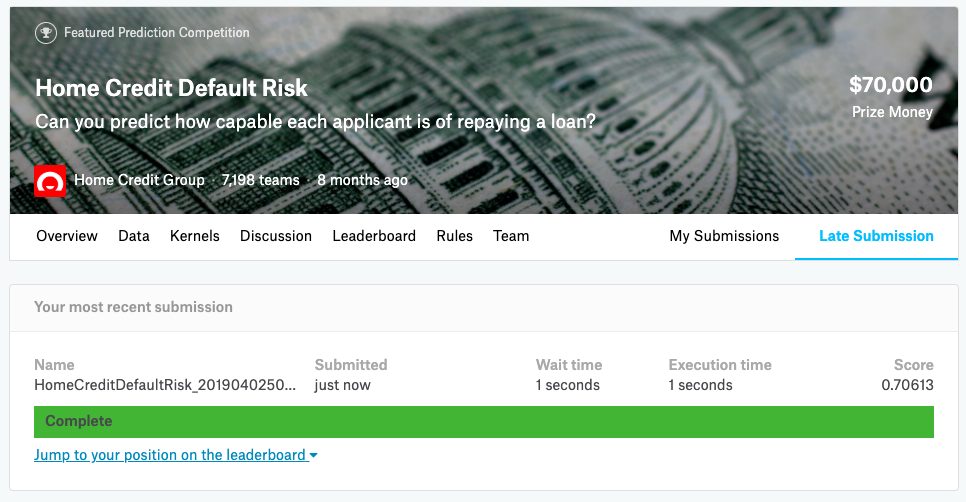 Featured Prediction Competition
Home Credit Default Risk
$70,000
Can you predict how capable each applicant is of repaying a loan?
Prize Money
Home Credit Group · 7,198 teams · 8 months ago
Overview Data Kernels Discussion Leaderboard Rules Team My Submissions Late Submission
Your most recent submission
Name Submitted Wait time Execution time Score
HomeCreditDefaultRisk_2019040250... just now 1 seconds 1 seconds 0.70613
Complete
Jump to your position on the leaderboard